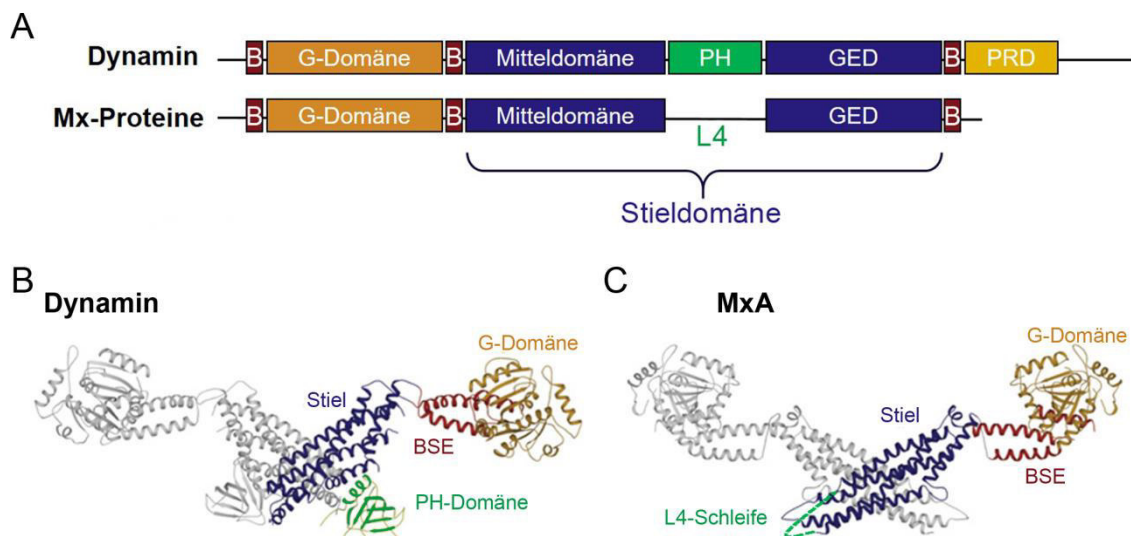 A
Dynamin
B G-Domäne B Mitteldomäne PH GED B PRD
Mx-Proteine
B G-Domäne B Mitteldomäne L4 GED B
Stieldomäne
B
Dynamin
G-Domäne
Stiel
BSE
PH-Domäne
C
MxA
G-Domäne
Stiel
BSE
L4-Schleife